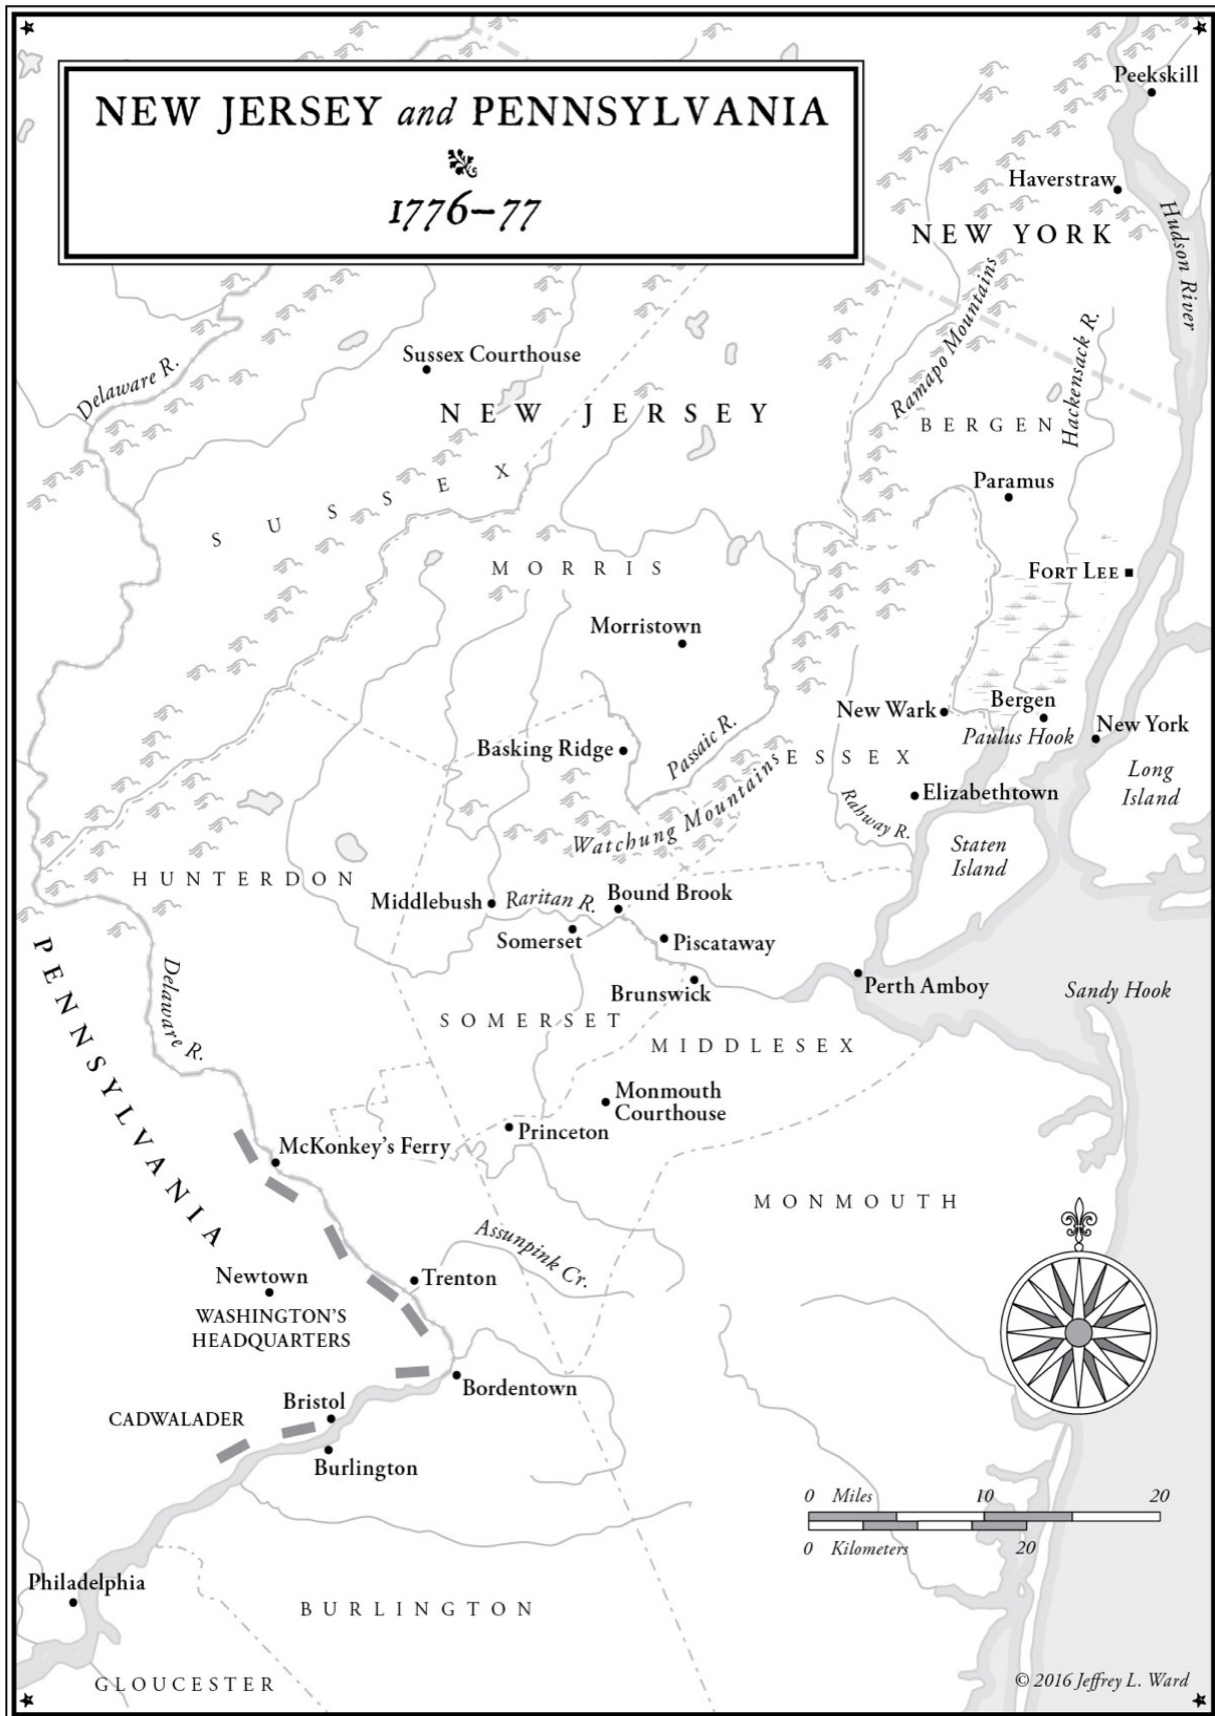 NEW JERSEY and PENNSYLVANIA
1776–77
Peekskill
Haverstraw
NEW YORK
Hudson River
Ramapo Mountains
Hackensack R.
Delaware R.
Sussex Courthouse
NEW JERSEY
BERGEN
SUSSEX
Paramus
MORRIS
FORT LEE
Morristown
New Wark
Bergen
Paulus Hook
New York
Basking Ridge
Passaic R.
ESSEX
Long
Island
Elizabethtown
Watchung Mountains
Rahway R.
Staten
Island
HUNTERDON
Middlebush
Raritan R.
Bound Brook
Somerset
Piscataway
PENNSYLVANIA
Delaware R.
Brunswick
Perth Amboy
Sandy Hook
SOMERSET
MIDDLESEX
Monmouth
Courthouse
Princeton
McKonkey's Ferry
MONMOUTH
Assunpink Cr.
Newtown
Trenton
WASHINGTON'S
HEADQUARTERS
Bordentown
Bristol
CADWALADER
Burlington
0 Miles 10 20
0 Kilometers 20
Philadelphia
BURLINGTON
GLOUCESTER
© 2016 Jeffrey L. Ward